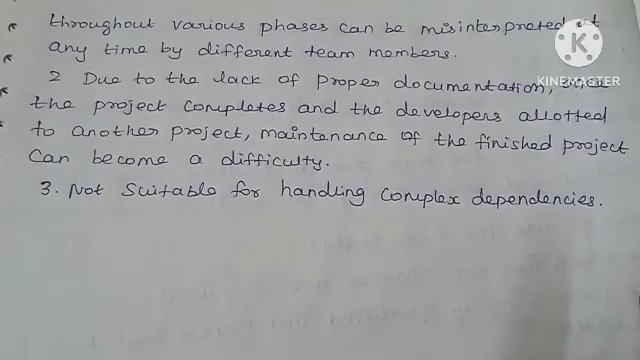 throughout various phases can be misinterpreted at
any time by different team members.
2. Due to the lack of proper documentation, once
the project completes and the developers allotted
to another project, maintanance of the finished project
can become a difficulty.
3. Not suitable for handling complex dependencies.
KINEMASTER